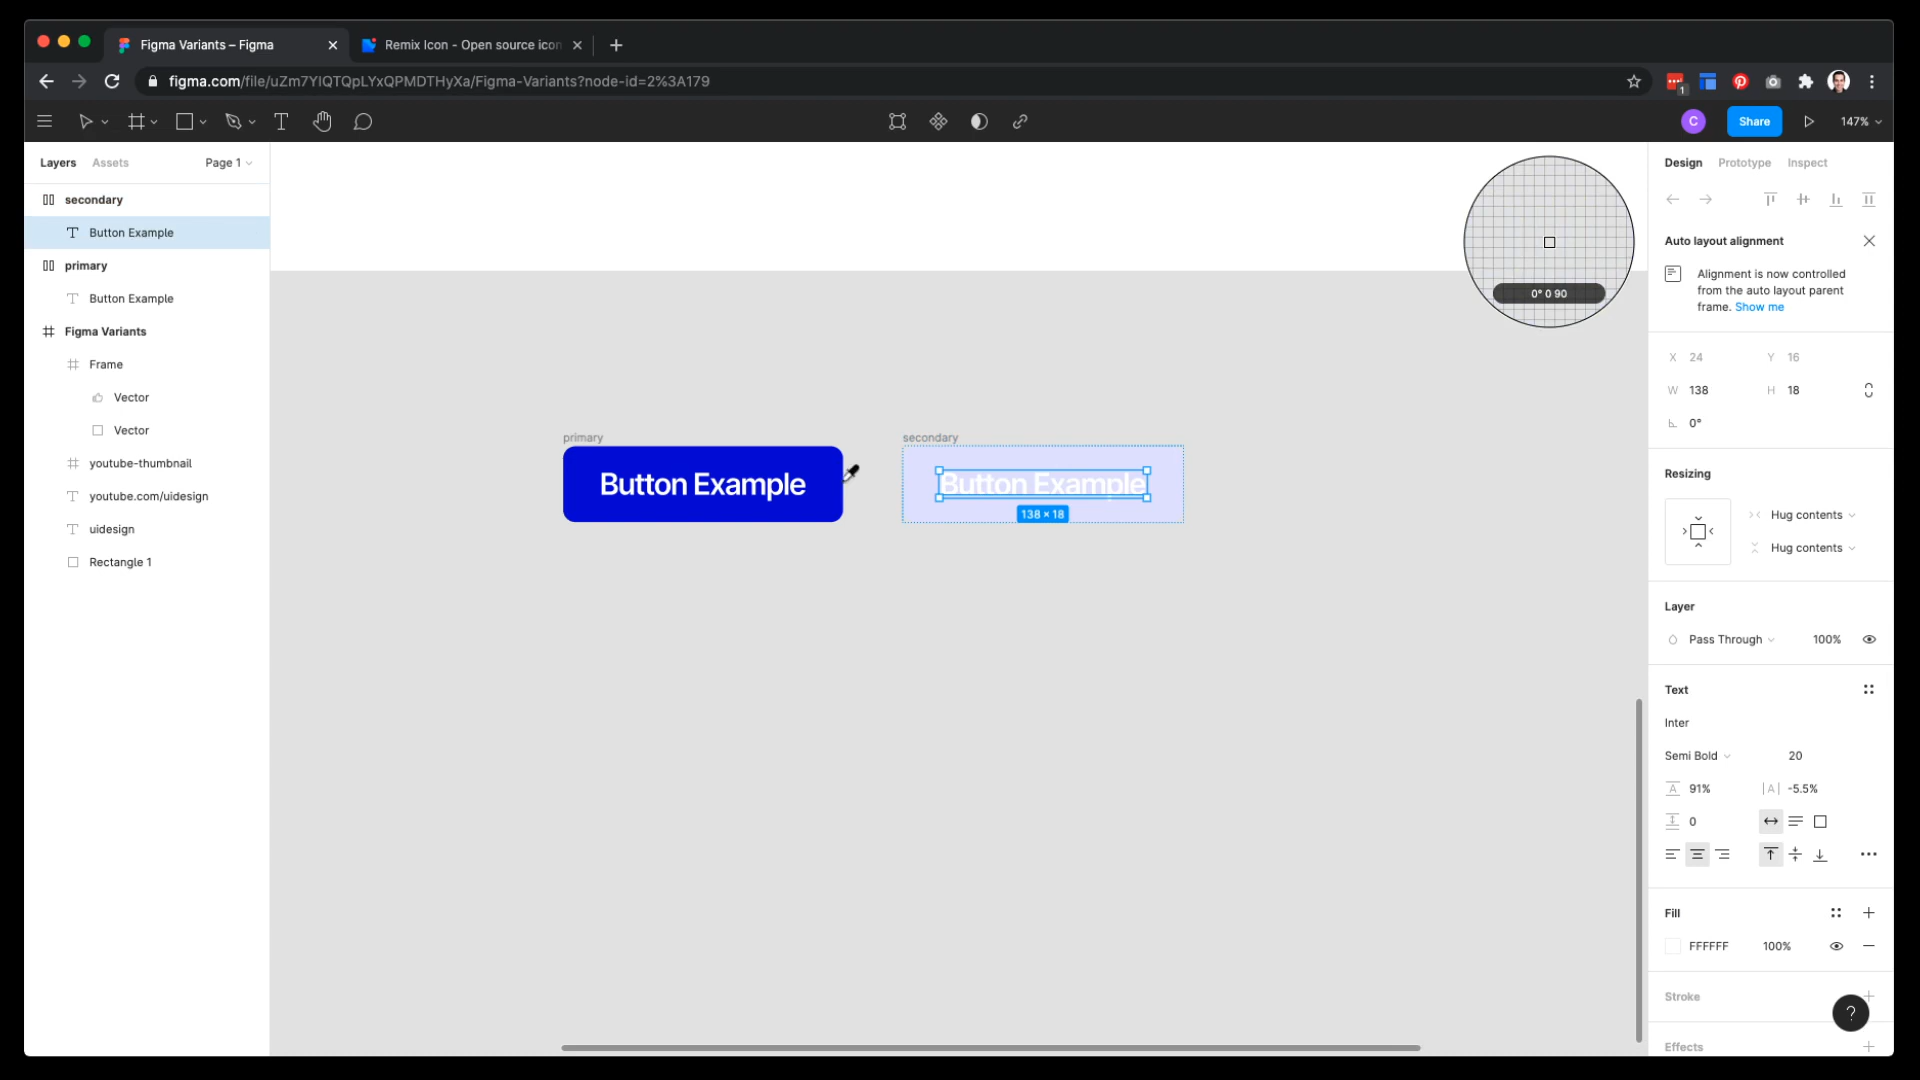 Figma Variants – Figma
Remix Icon - Open source icon
figma.com/file/uZm7YIQTQpLYxQPMDTHyXa/Figma-Variants?node-id=2%3A179
1
C
Share
147%
Layers
Assets
Page 1
secondary
Button Example
primary
Button Example
Figma Variants
Frame
Vector
Vector
youtube-thumbnail
youtube.com/uidesign
uidesign
Rectangle 1
0° 0 90
primary
Button Example
secondary
Button Example
138 × 18
Design
Prototype
Inspect
Auto layout alignment
Alignment is now controlled
from the auto layout parent
frame. Show me
X 24
Y 16
W 138
H 18
0°
Resizing
Hug contents
Hug contents
Layer
Pass Through
100%
Text
Inter
Semi Bold
20
91%
-5.5%
0
Fill
FFFFFF
100%
Stroke
?
Effects